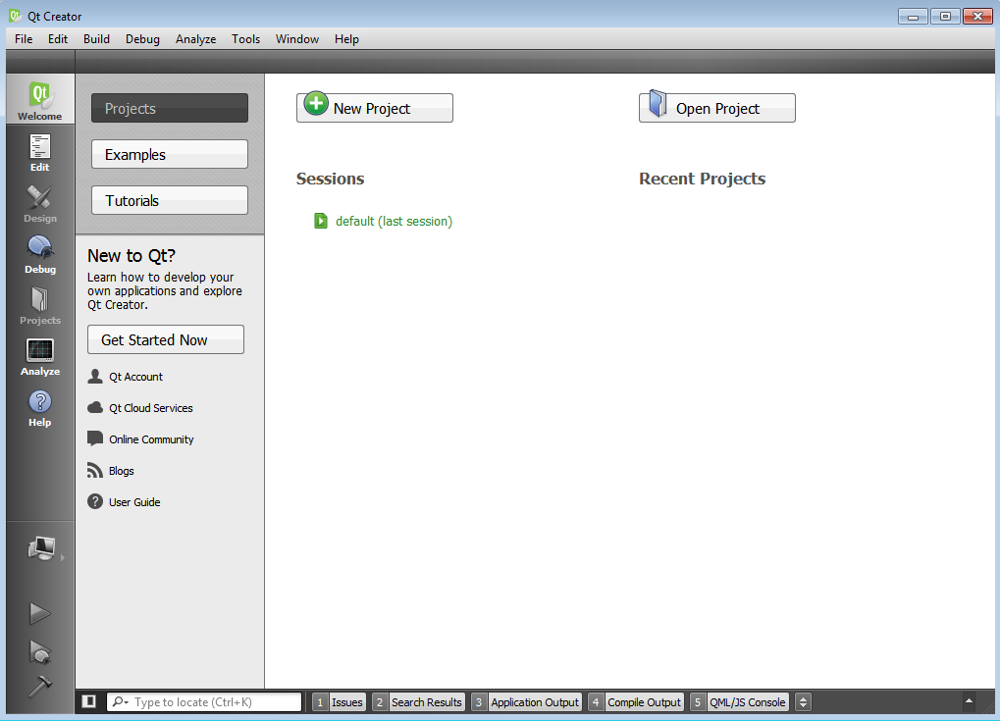 Qt Creator
File Edit Build Debug Analyze Tools Window Help
Qt
Welcome
Edit
Design
Debug
Projects
Analyze
Help
Projects
Examples
Tutorials
New to Qt?
Learn how to develop your
own applications and explore
Qt Creator.
Get Started Now
Qt Account
Qt Cloud Services
Online Community
Blogs
User Guide
New Project
Open Project
Sessions
Recent Projects
default (last session)
Type to locate (Ctrl+K) 1 Issues 2 Search Results 3 Application Output 4 Compile Output 5 QML/JS Console